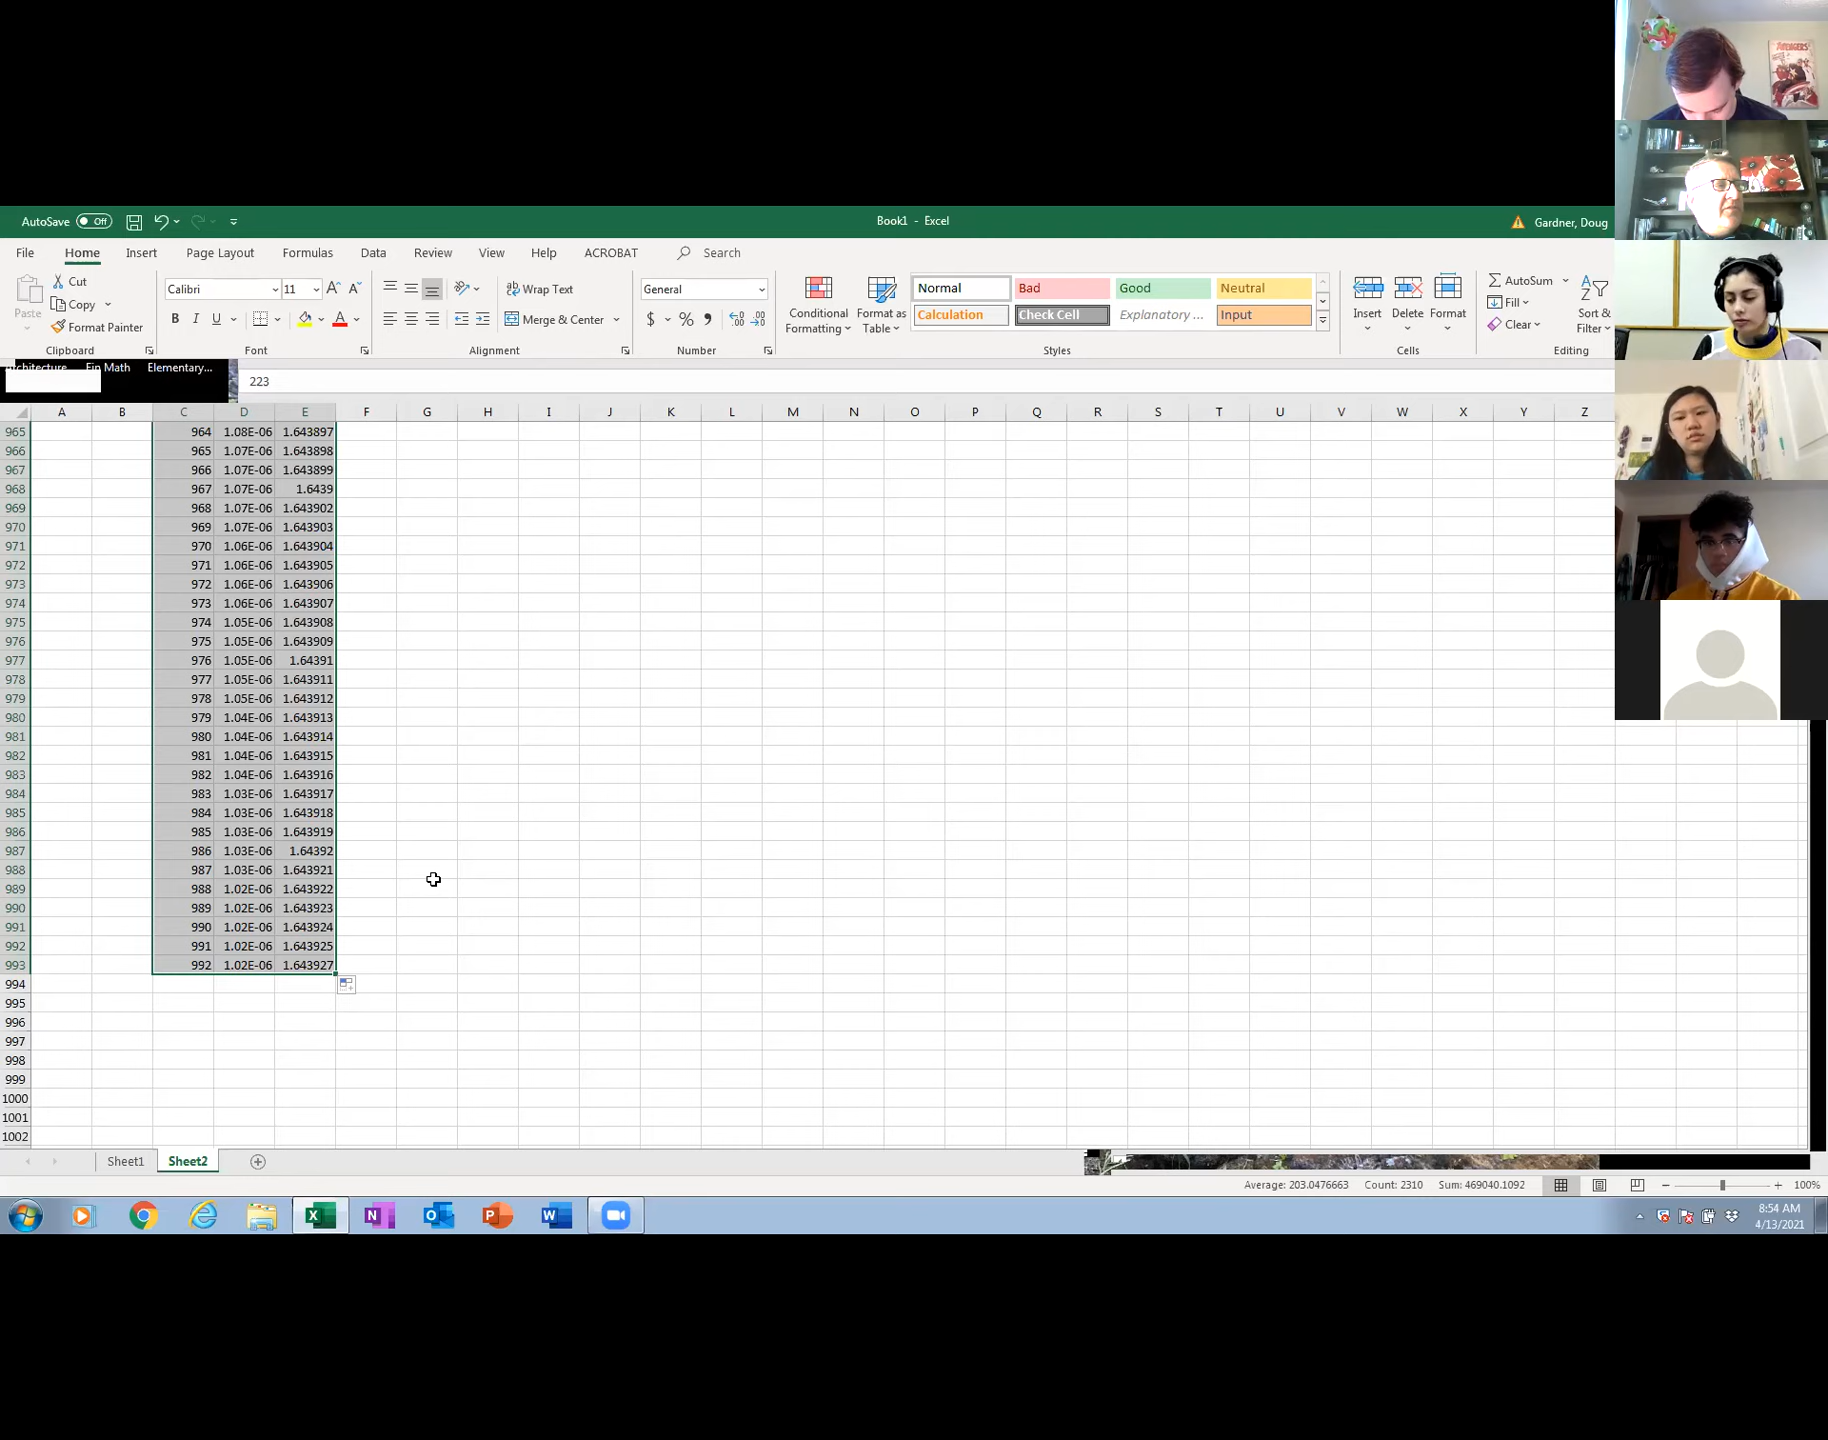 AVENGERS
AutoSave Off Book1 - Excel Gardner, Doug
File Home Insert Page Layout Formulas Data Review View Help ACROBAT Search
Cut
Copy
Format Painter
Paste
Clipboard
Calibri 11
B I U
Font
Wrap Text
Merge & Center
Alignment
General
$ % ,
Number
Conditional
Formatting
Format as
Table
Normal Bad Good Neutral
Calculation Check Cell Explanatory ... Input
Styles
Insert Delete Format
Cells
AutoSum
Fill
Clear
Sort &
Filter
Editing
Fin Math Elementary...
223
A B C D E F G H I J K L M N O P Q R S T U V W X Y Z
965 964 1.08E-06 1.643897
966 965 1.07E-06 1.643898
967 966 1.07E-06 1.643899
968 967 1.07E-06 1.6439
969 968 1.07E-06 1.643902
970 969 1.07E-06 1.643903
971 970 1.06E-06 1.643904
972 971 1.06E-06 1.643905
973 972 1.06E-06 1.643906
974 973 1.06E-06 1.643907
975 974 1.05E-06 1.643908
976 975 1.05E-06 1.643909
977 976 1.05E-06 1.64391
978 977 1.05E-06 1.643911
979 978 1.05E-06 1.643912
980 979 1.04E-06 1.643913
981 980 1.04E-06 1.643914
982 981 1.04E-06 1.643915
983 982 1.04E-06 1.643916
984 983 1.03E-06 1.643917
985 984 1.03E-06 1.643918
986 985 1.03E-06 1.643919
987 986 1.03E-06 1.64392
988 987 1.03E-06 1.643921
989 988 1.02E-06 1.643922
990 989 1.02E-06 1.643923
991 990 1.02E-06 1.643924
992 991 1.02E-06 1.643925
993 992 1.02E-06 1.643927
994
995
996
997
998
999
1000
1001
1002
Sheet1 Sheet2
Average: 203.0476663 Count: 2310 Sum: 469040.1092 100%
8:54 AM
4/13/2021